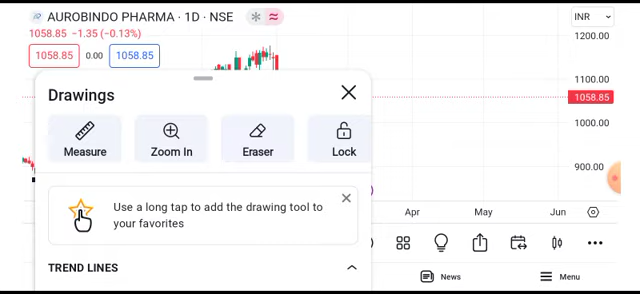 AUROBINDO PHARMA · 1D · NSE
INR
1058.85 −1.35 (−0.13%)
1058.85 0.00 1058.85
1200.00
1100.00
1058.85
1000.00
900.00
Drawings
Measure Zoom In Eraser Lock
Use a long tap to add the drawing tool to
your favorites
Apr May Jun
TREND LINES
News Menu